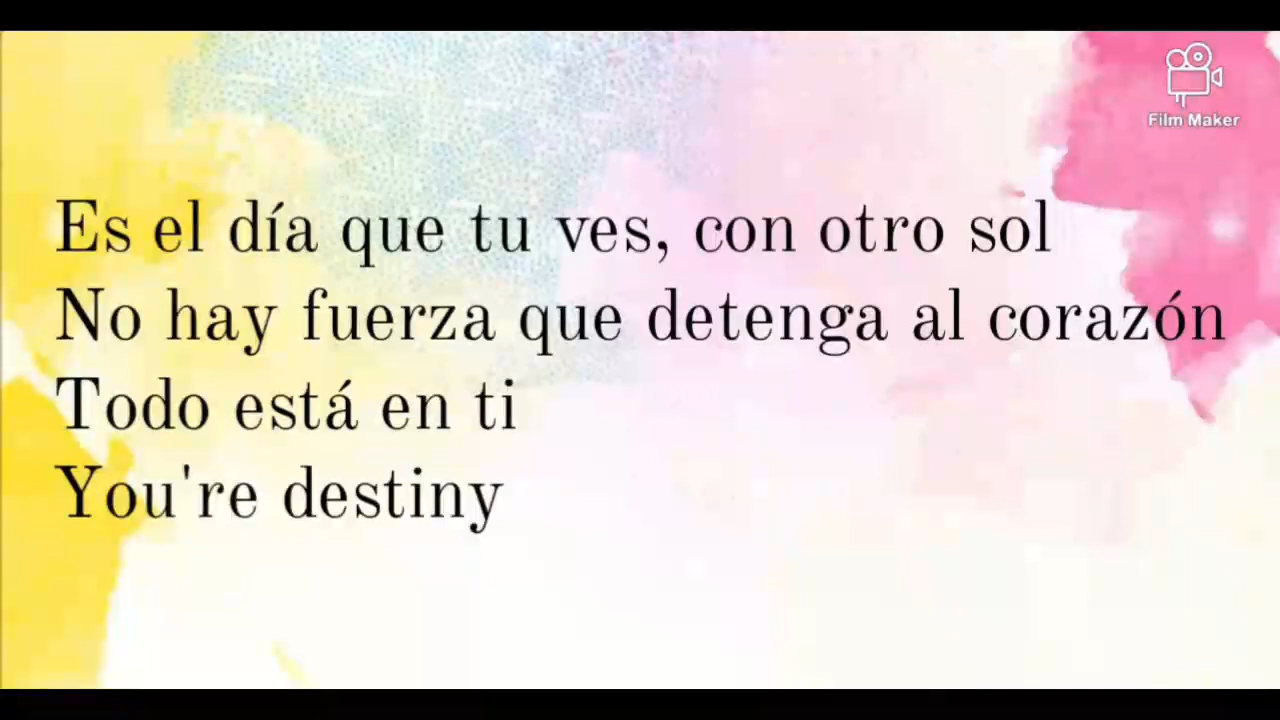 Film Maker
Es el día que tu ves, con otro sol
No hay fuerza que detenga al corazón
Todo está en ti
You're destiny